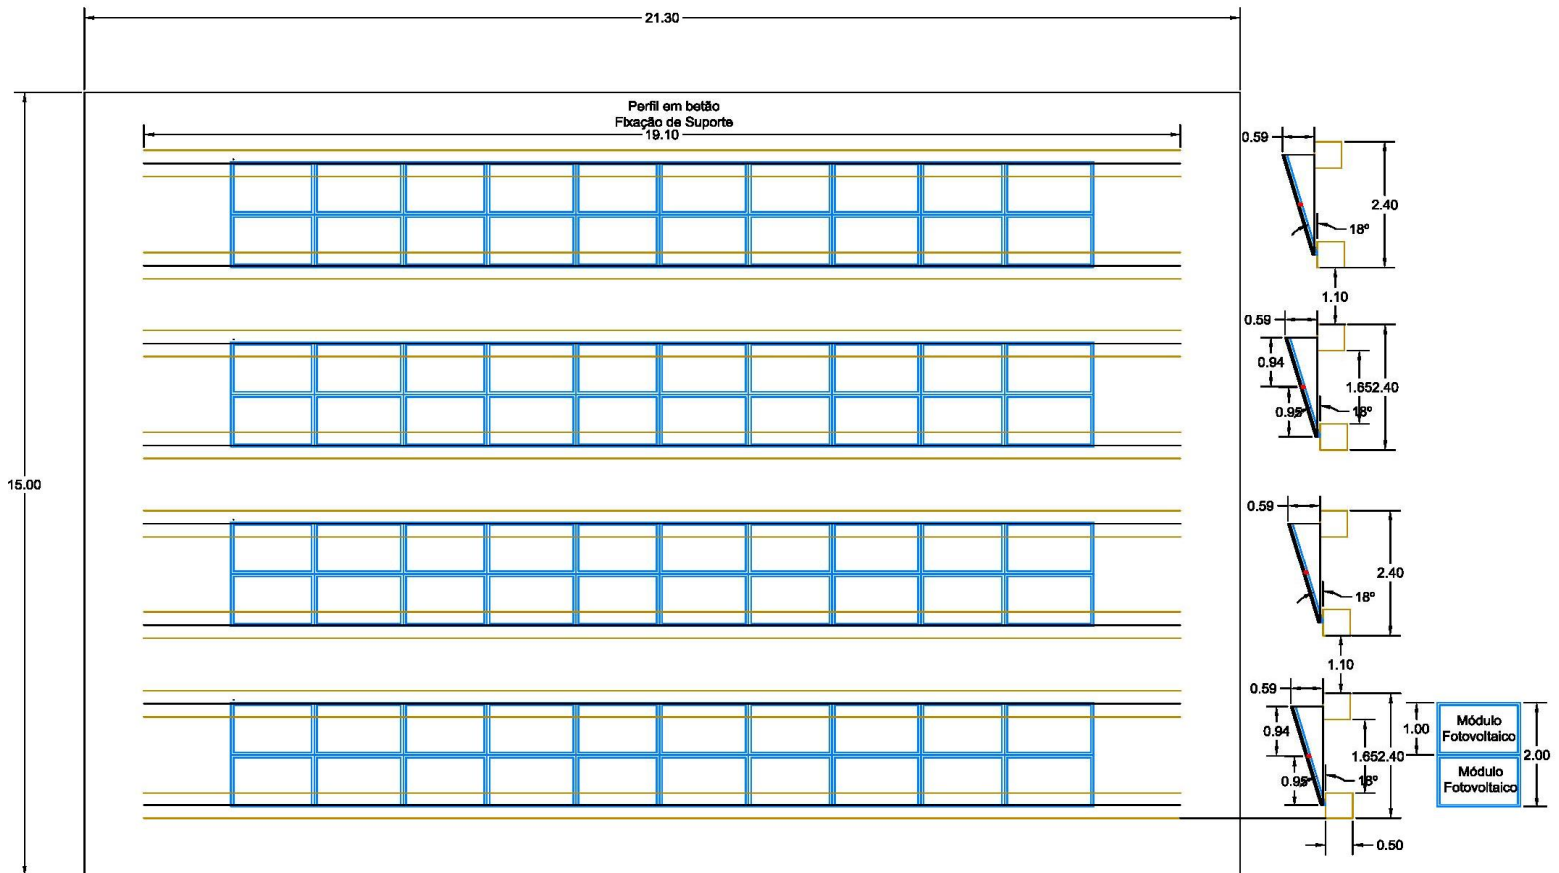 21.30
Perfil em betão
Fixação de Suporte
19.10
0.59
2.40
18º
1.10
0.59
0.94
1.652.40
0.95
18º
15.00
0.59
2.40
18º
1.10
0.59
0.94
1.652.40
0.95
18º
1.00
Módulo
Fotovoltaico
2.00
Módulo
Fotovoltaico
0.50